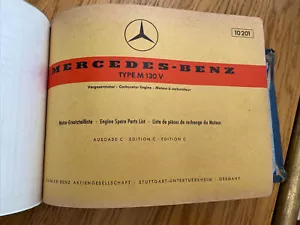 10201
MERCEDES-BENZ
TYPE M 130 V
Vergasermotor - Carburetor Engine - Moteur à carburateur
Motor-Ersatzteilliste - Engine Spare Parts List - Liste de pièces de rechange du Moteur
AUSGABE C - EDITION C - EDITION C
DAIMLER-BENZ AKTIENGESELLSCHAFT · STUTTGART-UNTERTUERKHEIM · GERMANY